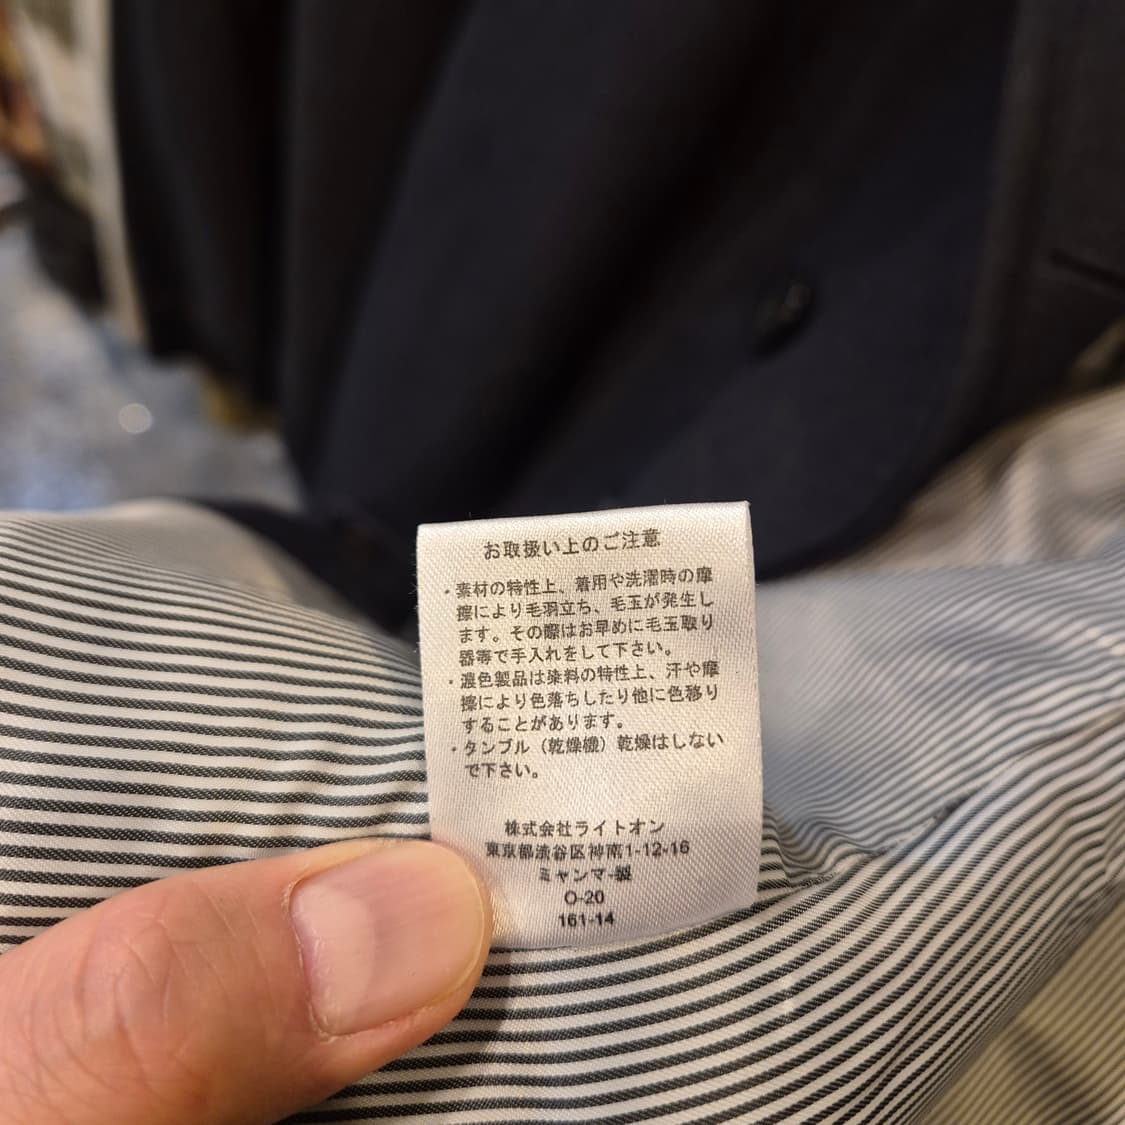 お取扱い上のご注意
・素材の特性上、着用や洗濯時の摩
擦により毛羽立ち、毛玉が発生し
ます。その際はお早めに毛玉取り
器等で手入れをして下さい。
・濃色製品は染料の特性上、汗や摩
擦により色落ちしたり他に色移り
することがあります。
・タンブル（乾燥機）乾燥はしない
で下さい。
株式会社ライトオン
東京都渋谷区神南1-12-16
ミャンマー製
O-20
161-14